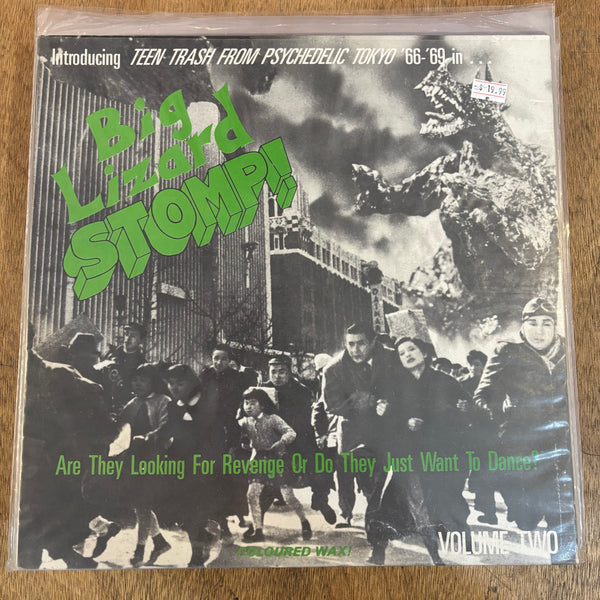 Introducing TEEN TRASH FROM PSYCHEDELIC TOKYO '66-'69 in . . .
$ 19.99
Big
Lizard
STOMP!
Are They Looking For Revenge Or Do They Just Want To Dance?
COLOURED WAX!
VOLUME TWO